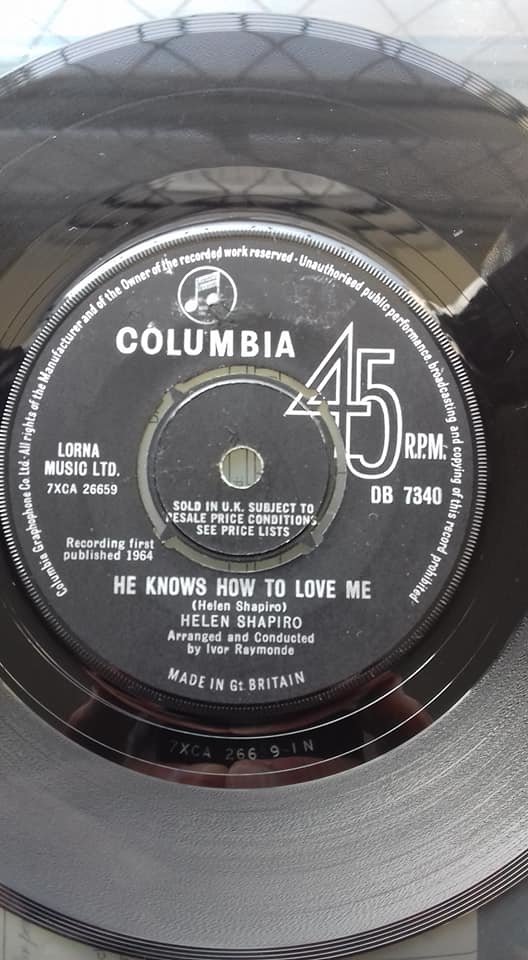 Columbia Graphophone Co Ltd · All rights of the Manufacturer and of the Owner of the recorded work reserved · Unauthorised public performance, broadcasting and copying of this record prohibited ·
COLUMBIA
45
R.P.M.
LORNA
MUSIC LTD.
7XCA 26659
DB 7340
SOLD IN U.K. SUBJECT TO
RESALE PRICE CONDITIONS
SEE PRICE LISTS
Recording first
published 1964
HE KNOWS HOW TO LOVE ME
(Helen Shapiro)
HELEN SHAPIRO
Arranged and Conducted
by Ivor Raymonde
MADE IN Gt. BRITAIN
7XCA 266 9-1N